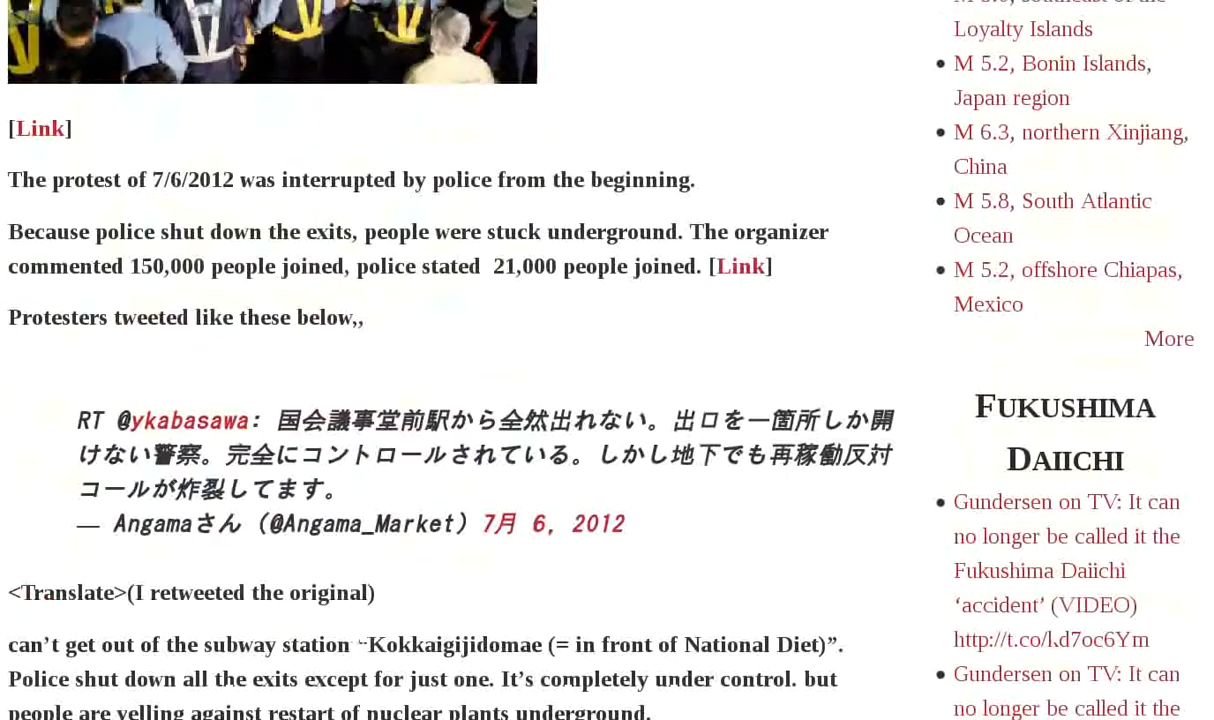 [Link]
The protest of 7/6/2012 was interrupted by police from the beginning.
Because police shut down the exits, people were stuck underground. The organizer
commented 150,000 people joined, police stated  21,000 people joined. [Link]
Protesters tweeted like these below,,
RT @ykabasawa: 国会議事堂前駅から全然出れない。出口を一箇所しか開
けない警察。完全にコントロールされている。しかし地下でも再稼働反対
コールが炸裂してます。
— Angamaさん (@Angama_Market) 7月 6, 2012
<Translate>(I retweeted the original)
can’t get out of the subway station “Kokkaigijidomae (= in front of National Diet)”.
Police shut down all the exits except for just one. It’s completely under control. but
people are yelling against restart of nuclear plants underground.
Loyalty Islands
M 5.2, Bonin Islands,
Japan region
M 6.3, northern Xinjiang,
China
M 5.8, South Atlantic
Ocean
M 5.2, offshore Chiapas,
Mexico
More
FUKUSHIMA
DAIICHI
Gundersen on TV: It can
no longer be called it the
Fukushima Daiichi
‘accident’ (VIDEO)
http://t.co/kd7oc6Ym
Gundersen on TV: It can
no longer be called it the